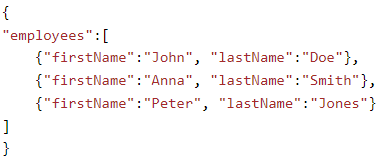 {
"employees":[
    {"firstName":"John", "lastName":"Doe"},
    {"firstName":"Anna", "lastName":"Smith"},
    {"firstName":"Peter", "lastName":"Jones"}
]
}